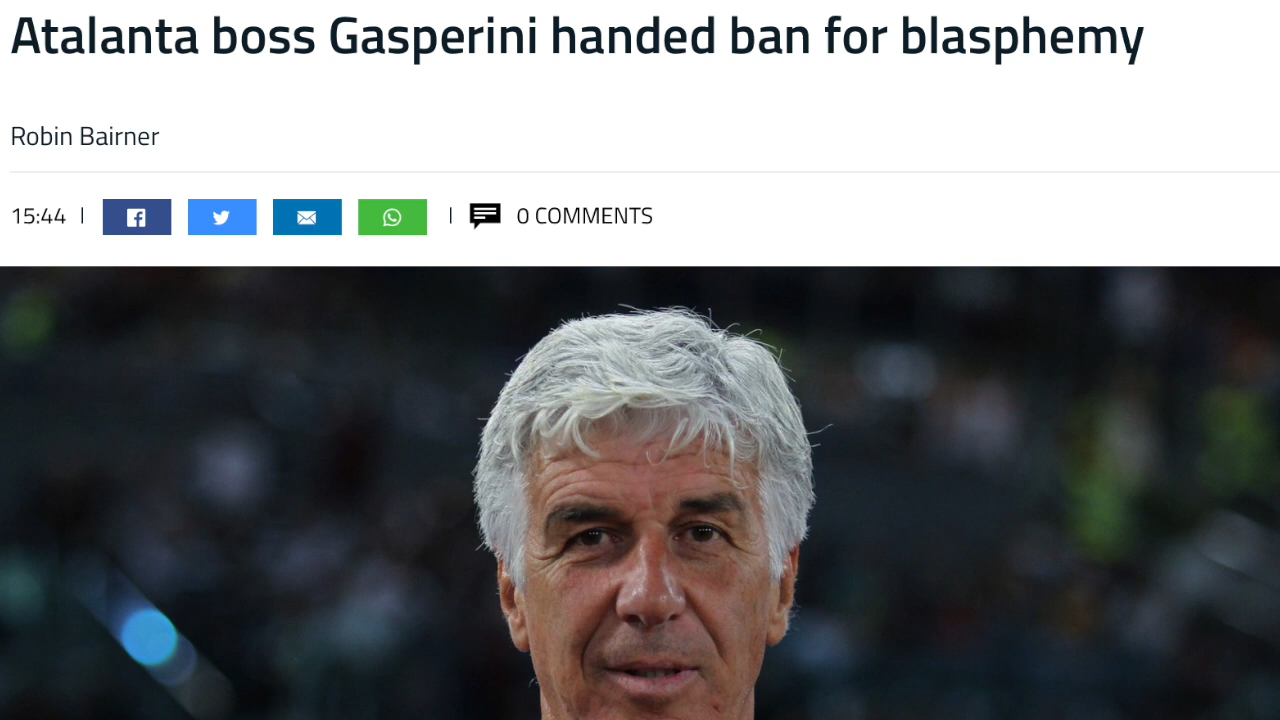 Atalanta boss Gasperini handed ban for blasphemy
Robin Bairner
15:44 | | 0 COMMENTS